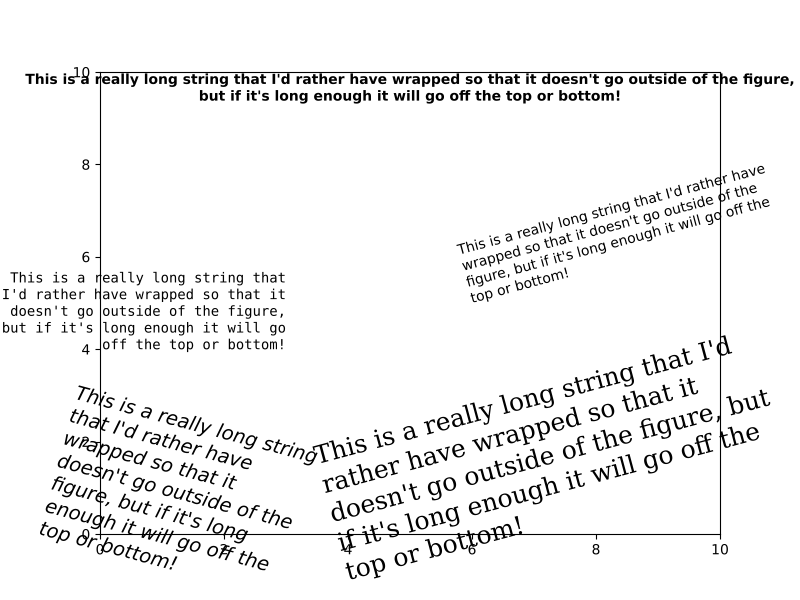 This is a really long string that I'd rather have wrapped so that it doesn't go outside of the figure,
but if it's long enough it will go off the top or bottom!
10
8
6
4
2
0
2
4
6
8
10
This is a really long string that I'd rather have
wrapped so that it doesn't go outside of the
figure, but if it's long enough it will go off the
top or bottom!
This is a really long string that
I'd rather have wrapped so that it
doesn't go outside of the figure,
but if it's long enough it will go
off the top or bottom!
This is a really long string
that I'd rather have
wrapped so that it
doesn't go outside of the
figure, but if it's long
enough it will go off the
top or bottom!
This is a really long string that I'd
rather have wrapped so that it
doesn't go outside of the figure, but
if it's long enough it will go off the
top or bottom!